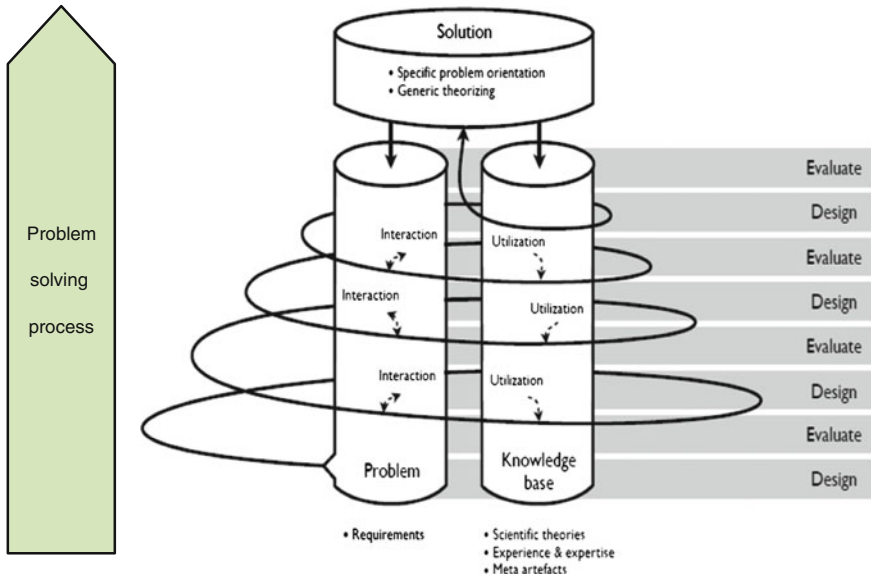 Solution
• Specific problem orientation
• Generic theorizing
Problem
solving
process
Evaluate
Design
Interaction
Utilization
Evaluate
Interaction
Utilization
Design
Evaluate
Interaction
Utilization
Design
Evaluate
Problem
Knowledge
base
Design
• Requirements
• Scientific theories
• Experience & expertise
• Meta artefacts